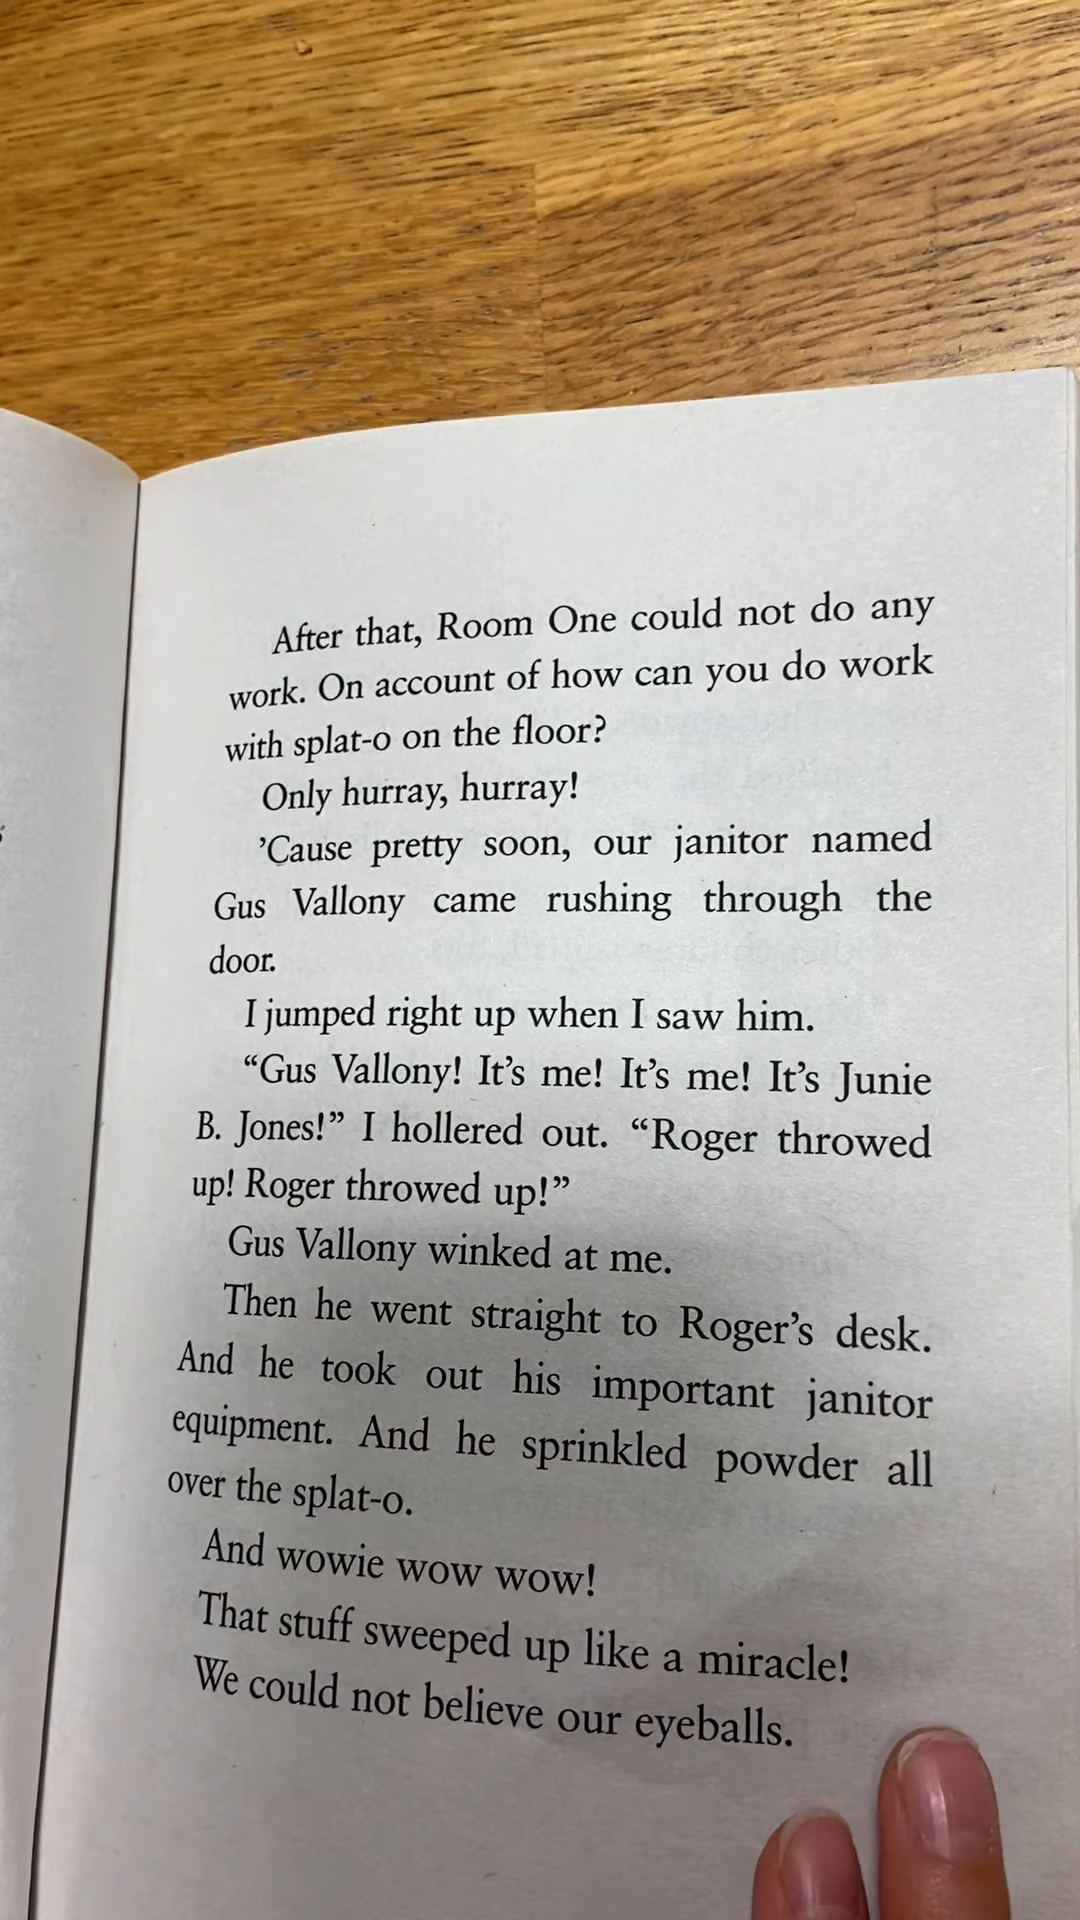 After that, Room One could not do any
work. On account of how can you do work
with splat-o on the floor?
Only hurray, hurray!
’Cause pretty soon, our janitor named
Gus Vallony came rushing through the
door.
I jumped right up when I saw him.
“Gus Vallony! It’s me! It’s me! It’s Junie
B. Jones!” I hollered out. “Roger throwed
up! Roger throwed up!”
Gus Vallony winked at me.
Then he went straight to Roger’s desk.
And he took out his important janitor
equipment. And he sprinkled powder all
over the splat-o.
And wowie wow wow!
That stuff sweeped up like a miracle!
We could not believe our eyeballs.